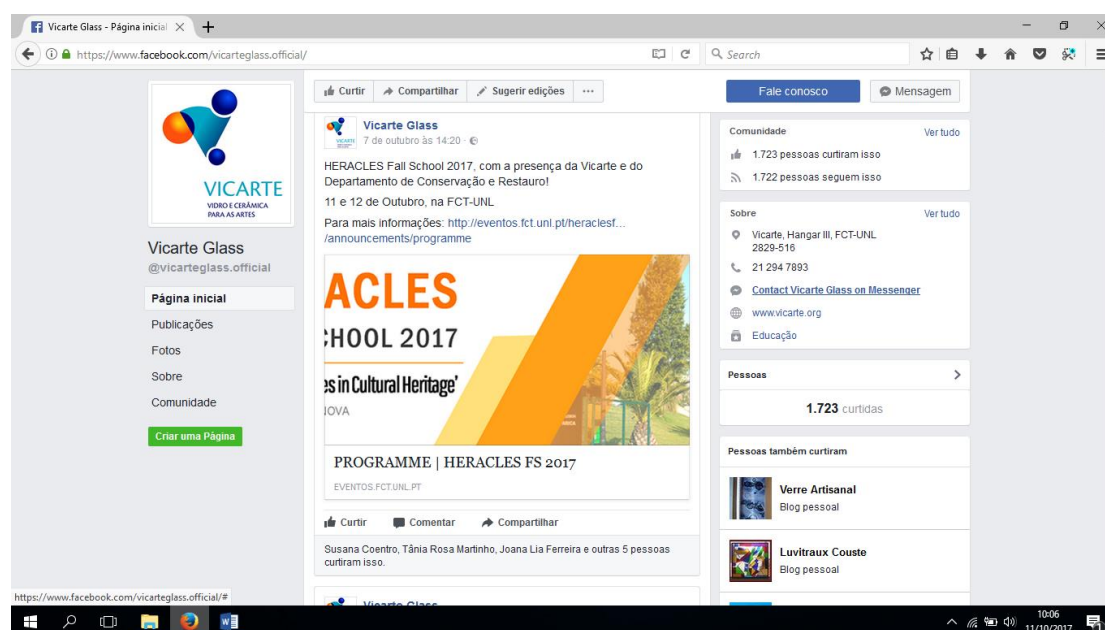 Vicarte Glass - Página inicial
https://www.facebook.com/vicarteglass.official/
Search
VICARTE
VIDRO E CERÂMICA
PARA AS ARTES
Vicarte Glass
@vicarteglass.official
Página inicial
Publicações
Fotos
Sobre
Comunidade
Criar uma Página
Curtir Compartilhar Sugerir edições ...
Vicarte Glass
7 de outubro às 14:20
VICARTE
HERACLES Fall School 2017, com a presença da Vicarte e do
Departamento de Conservação e Restauro!
11 e 12 de Outubro, na FCT-UNL
Para mais informações: http://eventos.fct.unl.pt/heraclesf...
/announcements/programme
ACLES
HOOL 2017
es in Cultural Heritage'
NOVA
PROGRAMME | HERACLES FS 2017
EVENTOS.FCT.UNL.PT
Curtir Comentar Compartilhar
Susana Coentro, Tânia Rosa Martinho, Joana Lia Ferreira e outras 5 pessoas
curtiram isso.
Vicarte Glass
Fale conosco Mensagem
Comunidade Ver tudo
1.723 pessoas curtiram isso
1.722 pessoas seguem isso
Sobre Ver tudo
Vicarte, Hangar III, FCT-UNL
2829-516
21 294 7893
Contact Vicarte Glass on Messenger
www.vicarte.org
Educação
Pessoas
1.723 curtidas
Pessoas também curtiram
Verre Artisanal
Blog pessoal
Luvitraux Couste
Blog pessoal
https://www.facebook.com/vicarteglass.official/#
10:06
11/10/2017